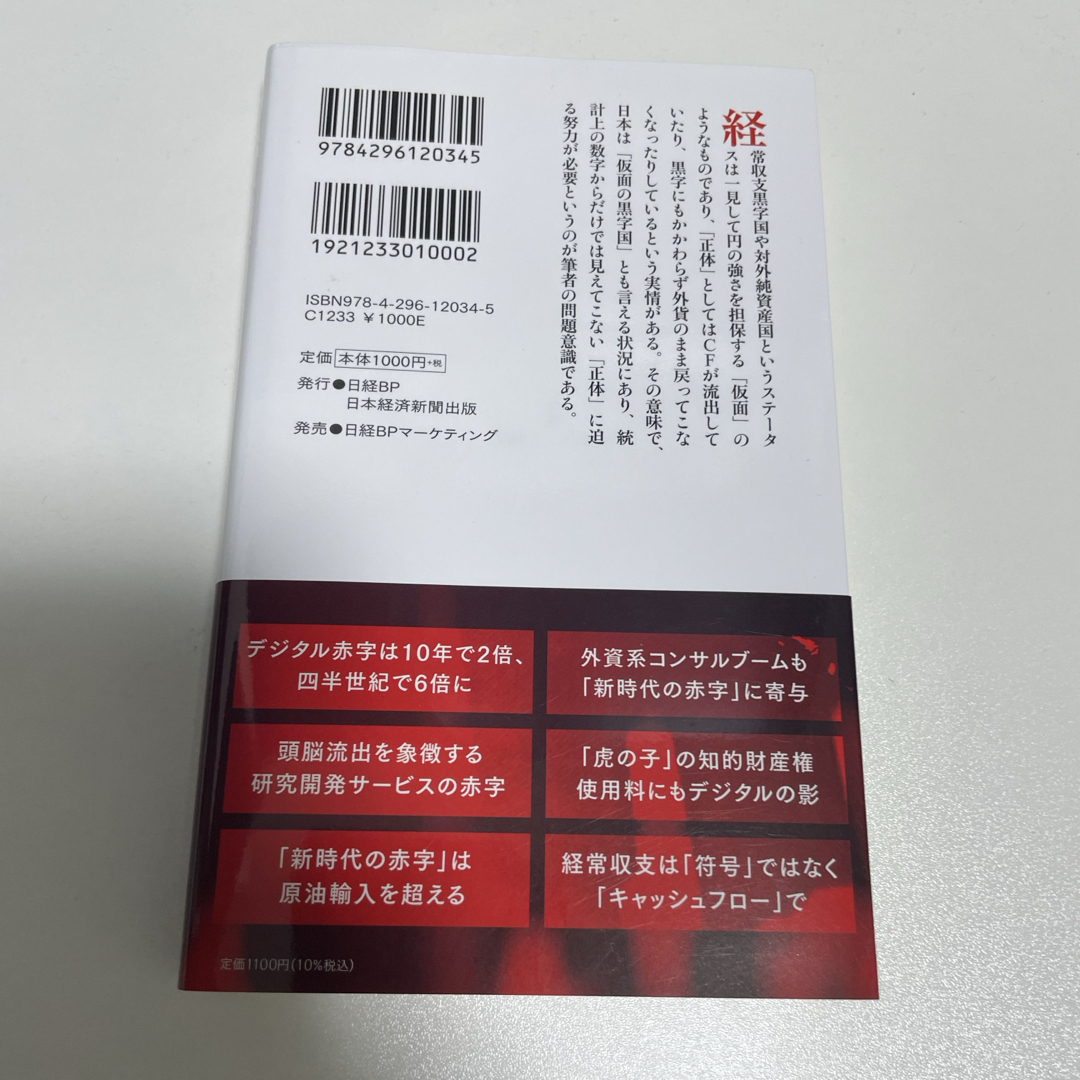 9784296120345
1921233010002
ISBN978-4-296-12034-5
C1233 ￥1000E
定価 本体1000円+税
発行●日経BP
日本経済新聞出版
発売●日経BPマーケティング
経常収支黒字国や対外純資産国というステータ
スは一見して円の強さを担保する「仮面」の
ようなものであり、「正体」としてはCFが流出して
いたり、黒字にもかかわらず外貨のまま戻ってこな
くなったりしているという実情がある。その意味で、
日本は「仮面の黒字国」とも言える状況にあり、統
計上の数字からだけでは見えてこない「正体」に迫
る努力が必要というのが筆者の問題意識である。
デジタル赤字は10年で2倍、
四半世紀で6倍に
外資系コンサルブームも
「新時代の赤字」に寄与
頭脳流出を象徴する
研究開発サービスの赤字
「虎の子」の知的財産権
使用料にもデジタルの影
「新時代の赤字」は
原油輸入を超える
経常収支は「符号」ではなく
「キャッシュフロー」で
定価1100円(10%税込)